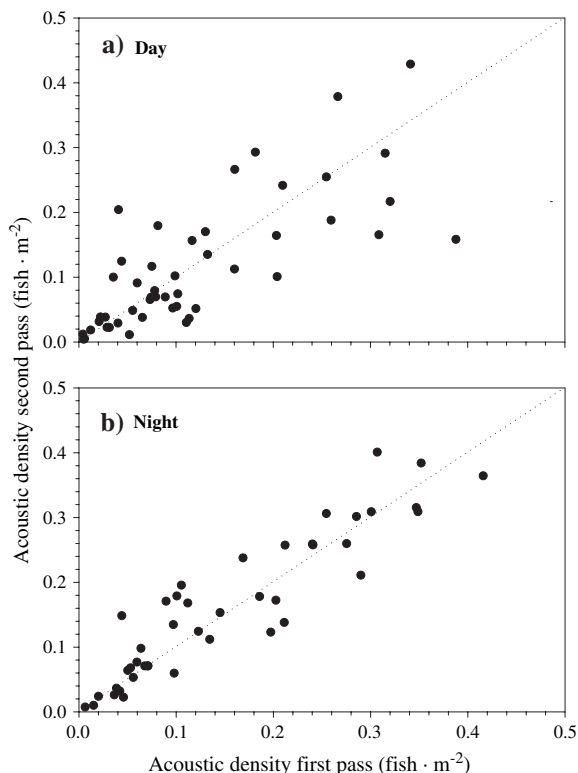 0.5
a) Day
0.4
0.3
0.2
0.1
0.0
0.5
b) Night
0.4
0.3
0.2
0.1
0.0
0.0 0.1 0.2 0.3 0.4 0.5
Acoustic density second pass (fish · m⁻²)
Acoustic density first pass (fish · m⁻²)